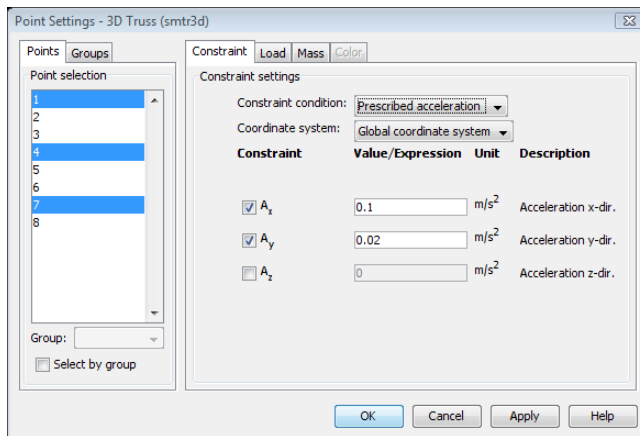 Point Settings - 3D Truss (smtr3d)
Points Groups
Point selection
1
2
3
4
5
6
7
8
Group:
Select by group
Constraint Load Mass Color
Constraint settings
Constraint condition: Prescribed acceleration
Coordinate system: Global coordinate system
Constraint Value/Expression Unit Description
Ax 0.1 m/s² Acceleration x-dir.
Ay 0.02 m/s² Acceleration y-dir.
Az 0 m/s² Acceleration z-dir.
OK Cancel Apply Help